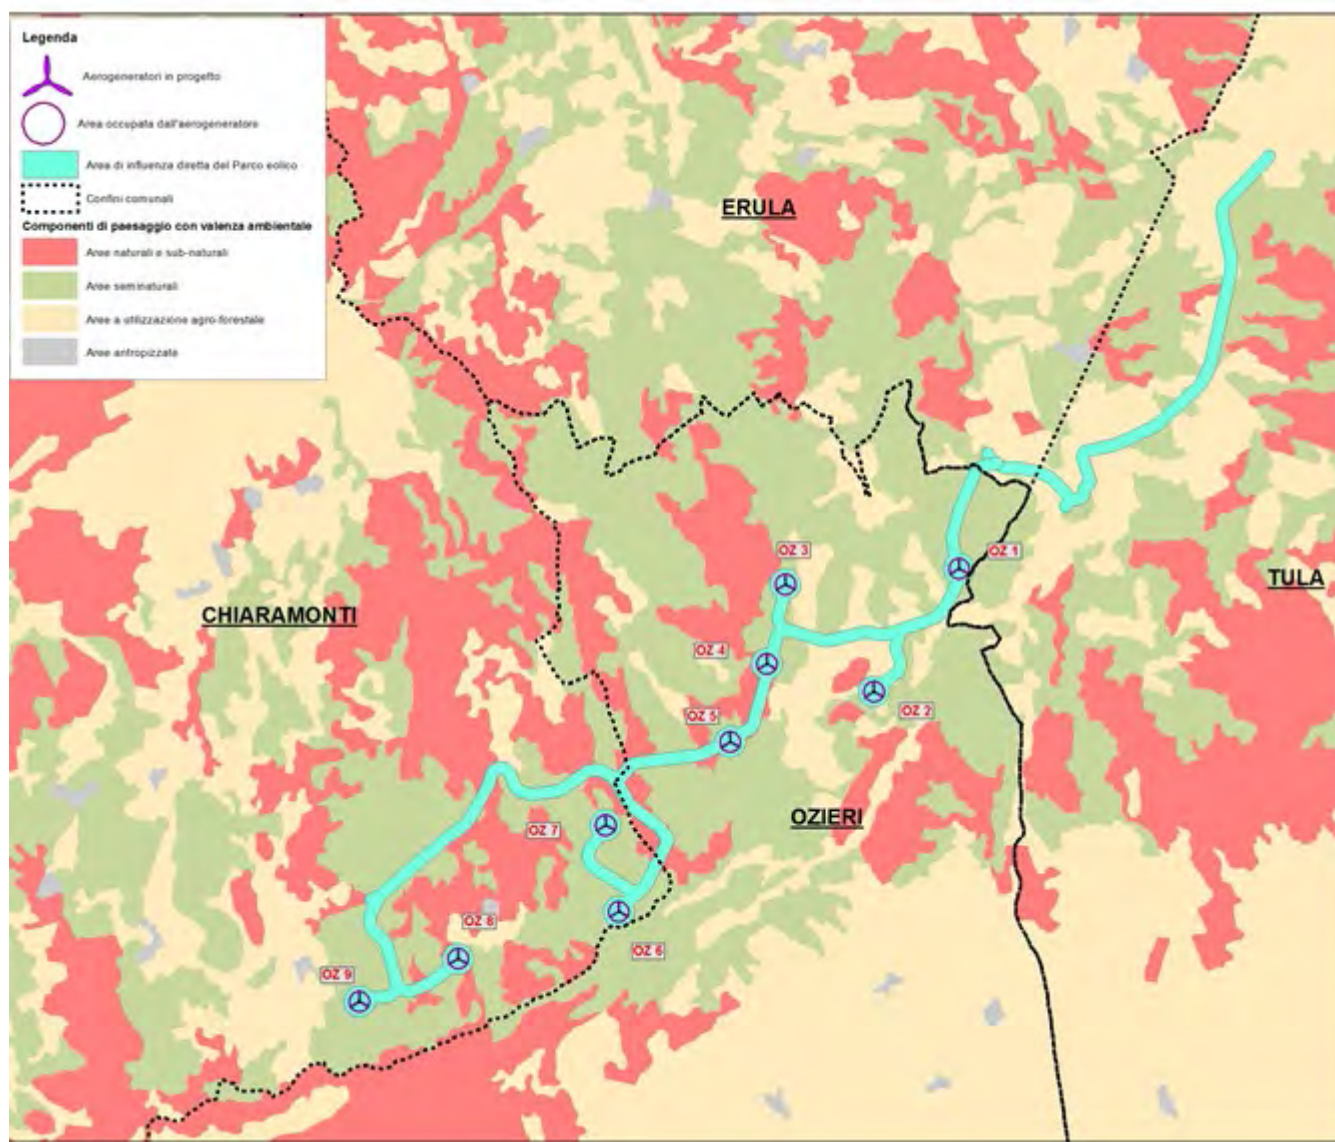 Legenda
Aerogeneratori in progetto
Area occupata dall'aerogeneratore
Area di influenza diretta del Parco eolico
Confini comunali
Componenti di paesaggio con valenza ambientale
Aree naturali e sub-naturali
Aree seminaturali
Aree a utilizzazione agro-forestale
Aree antropizzate
ERULA
OZ 3
OZ 1
TULA
CHIARAMONTI
OZ 4
OZ 5
OZ 2
OZIERI
OZ 7
OZ 8
OZ 6
OZ 9